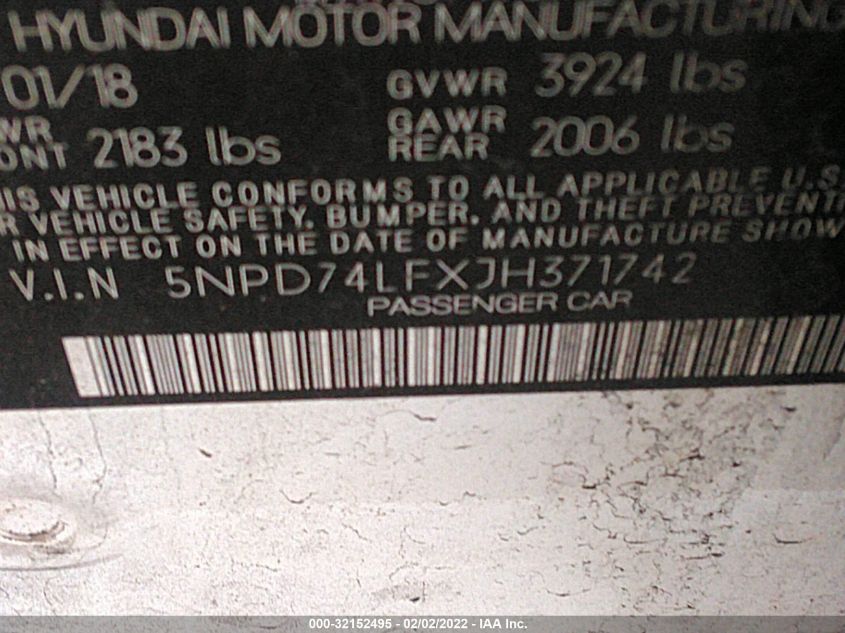 HYUNDAI MOTOR MANUFACTURING
01/18 GVWR 3924 lbs
WR GAWR
ONT 2183 lbs REAR 2006 lbs
HIS VEHICLE CONFORMS TO ALL APPLICABLE U.S.
R VEHICLE SAFETY, BUMPER, AND THEFT PREVENTI
IN EFFECT ON THE DATE OF MANUFACTURE SHOW
V.I.N 5NPD74LFXJH371742
PASSENGER CAR
000-32152495 - 02/02/2022 - IAA Inc.